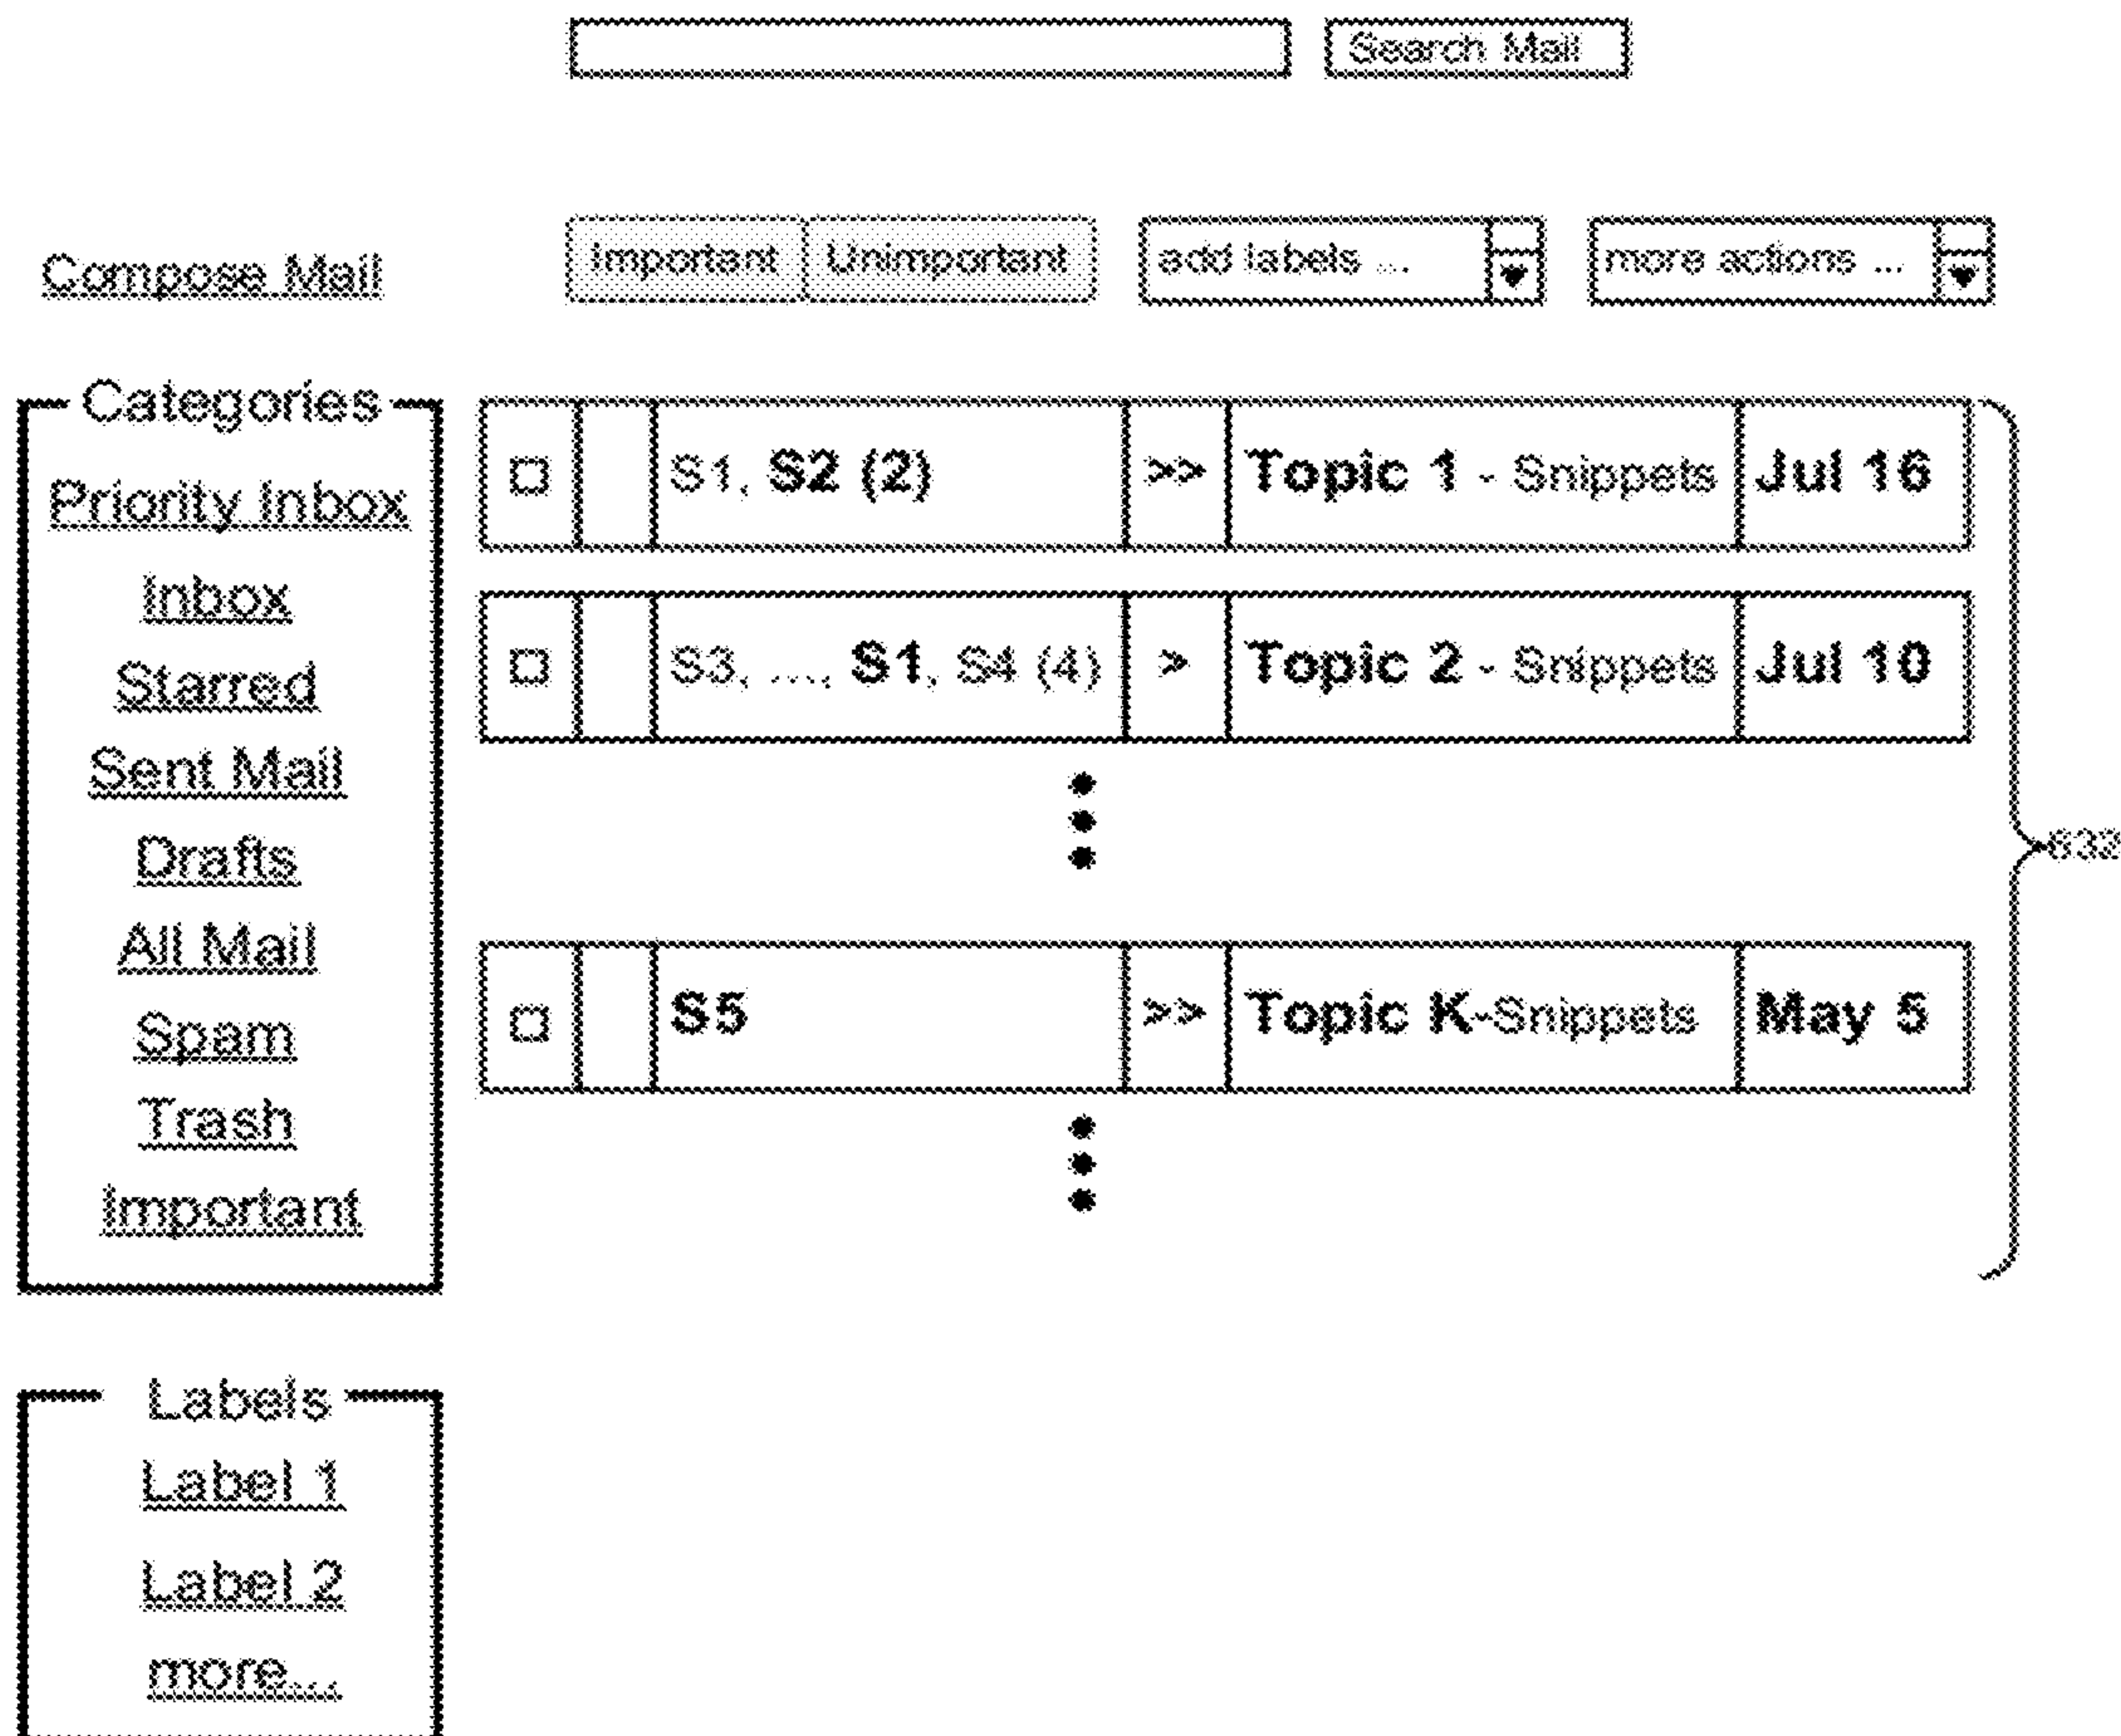 Search Mail
Compose Mail
Important Unimportant add labels ... more actions ...
Categories
Priority Inbox
Inbox
Starred
Sent Mail
Drafts
All Mail
Spam
Trash
Important
□ S1, S2 (2) >> Topic 1 - Snippets Jul 16
□ S3, ..., S1, S4 (4) > Topic 2 - Snippets Jul 10
□ S5 >> Topic K-Snippets May 5
632
Labels
Label 1
Label 2
more...